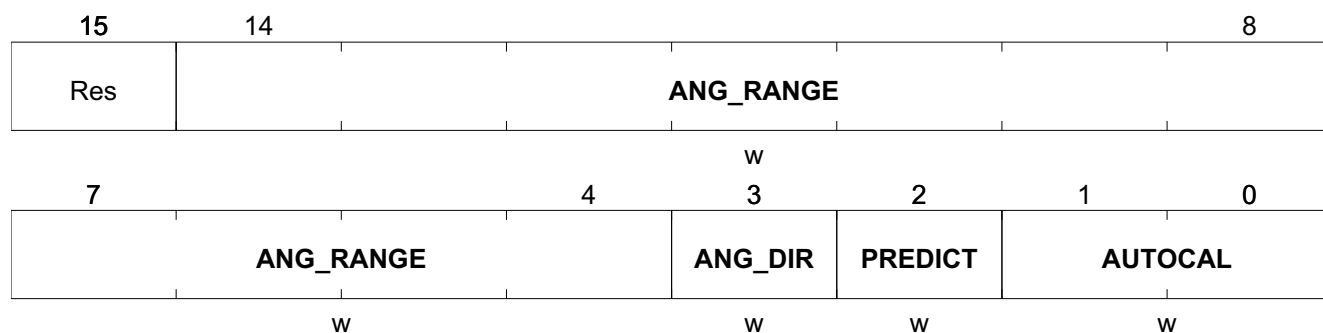 15 14 8
Res ANG_RANGE
w
7 4 3 2 1 0
ANG_RANGE ANG_DIR PREDICT AUTOCAL
w w w w